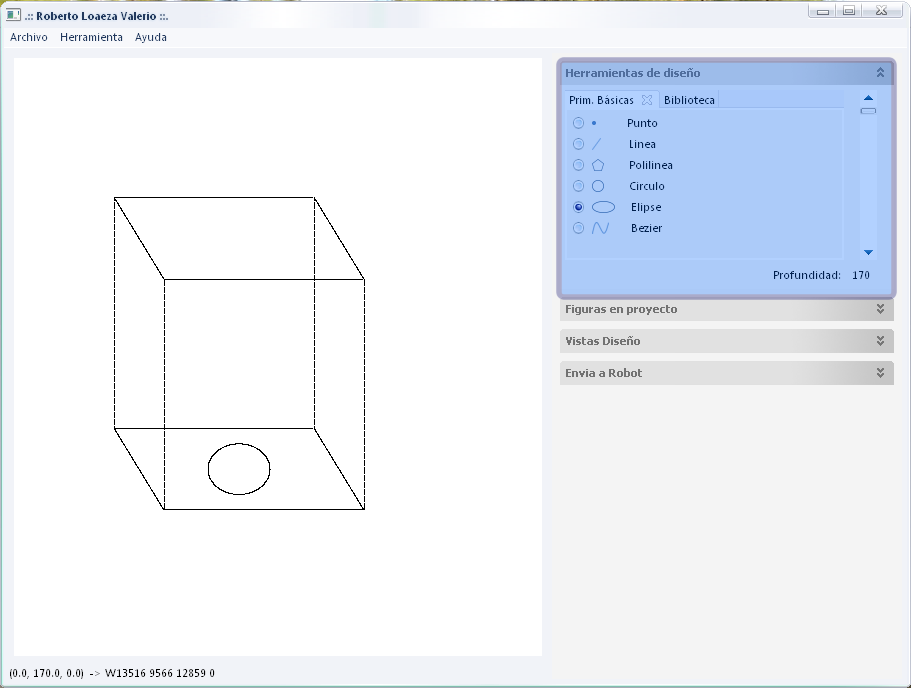 .:: Roberto Loaeza Valerio ::.
Archivo Herramienta Ayuda
Herramientas de diseño
Prim. Básicas Biblioteca
Punto
Linea
Polilinea
Circulo
Elipse
Bezier
Profundidad: 170
Figuras en proyecto
Vistas Diseño
Envia a Robot
(0.0, 170.0, 0.0) -> W13516 9566 12859 0